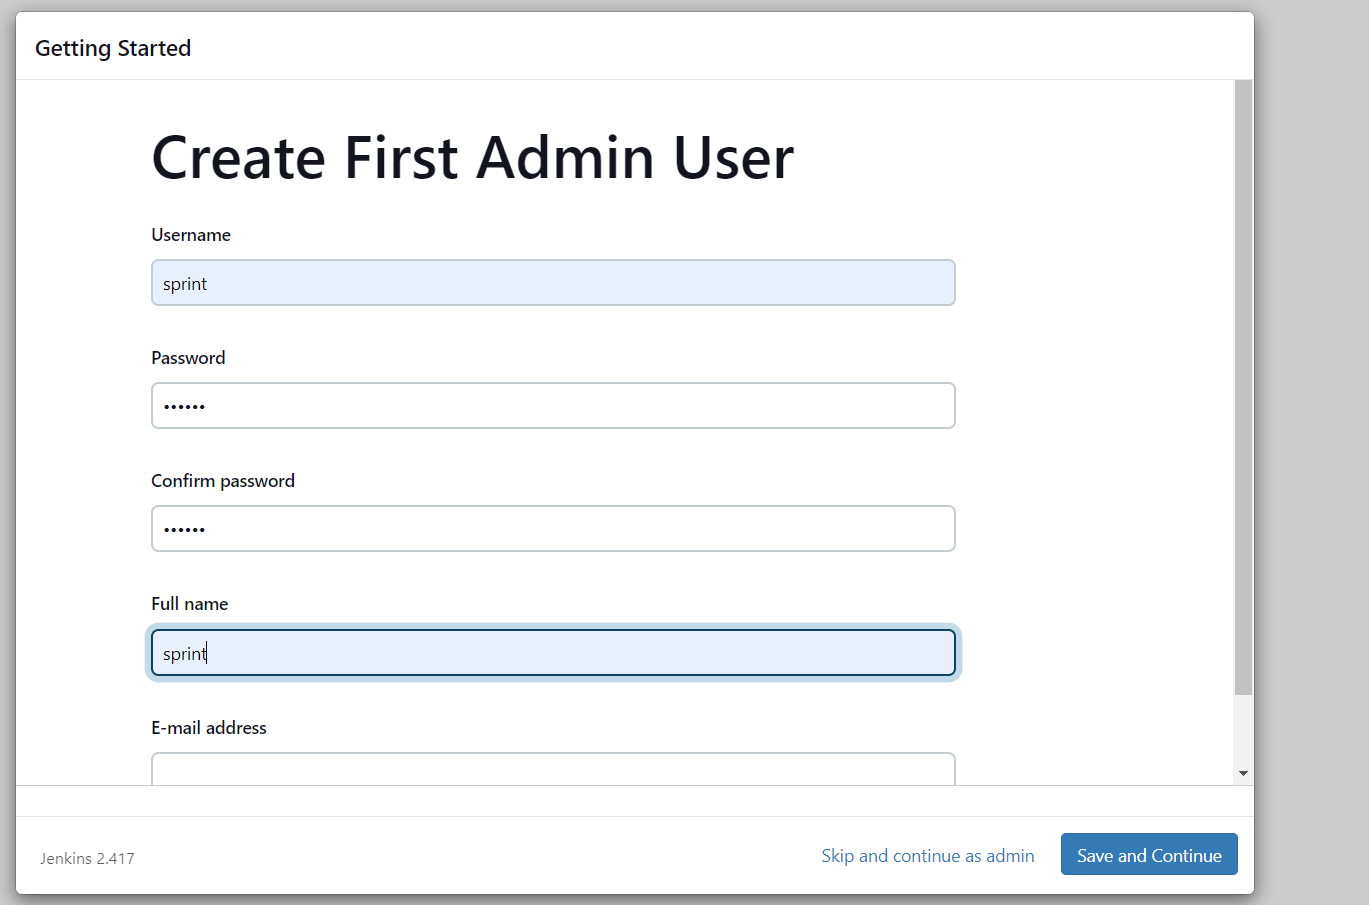 Getting Started
Create First Admin User
Username
sprint
Password
••••••
Confirm password
••••••
Full name
sprint
E-mail address
Jenkins 2.417
Skip and continue as admin
Save and Continue